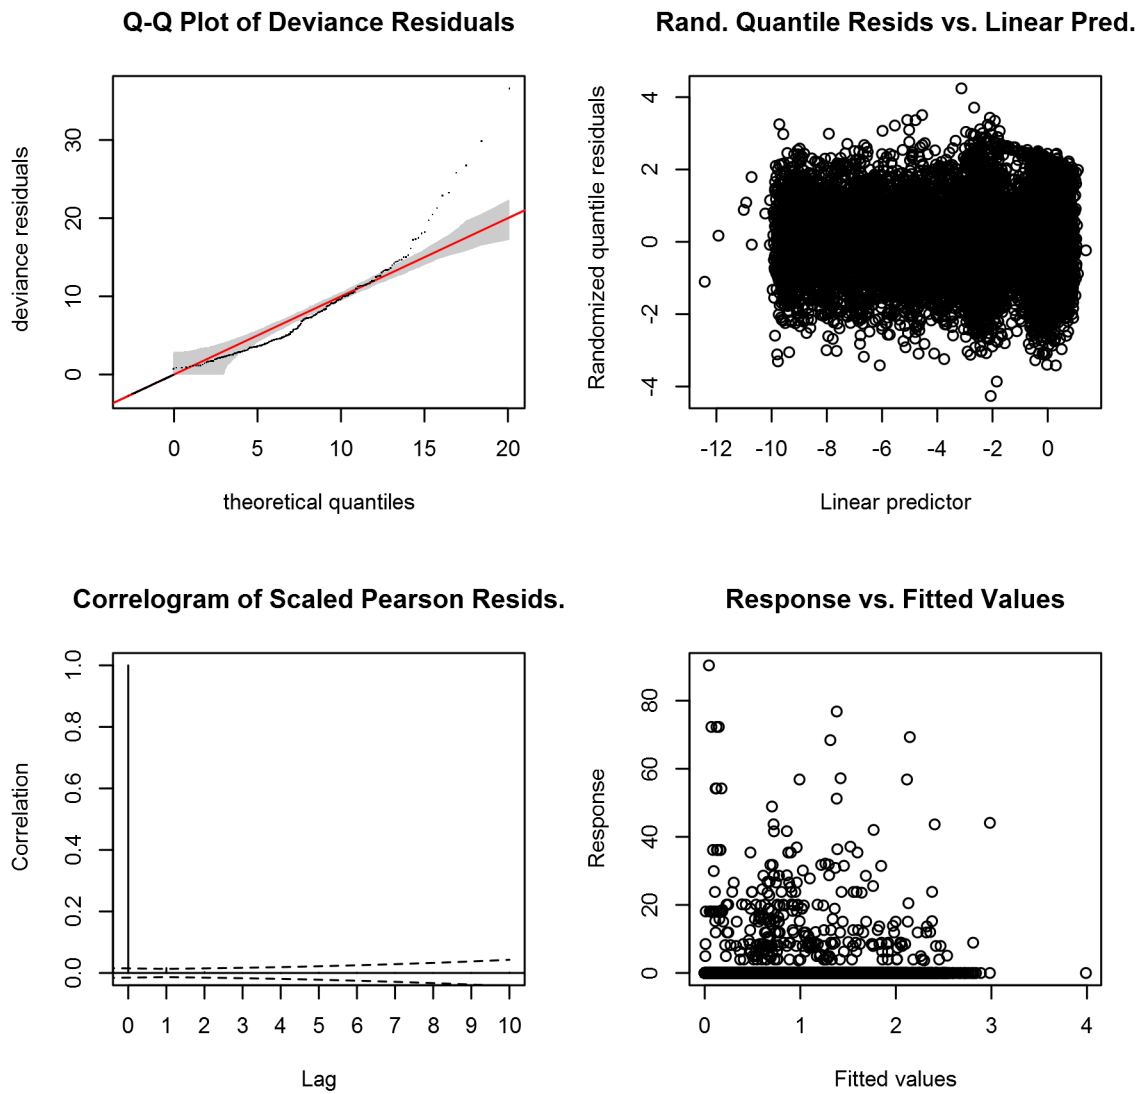 Q-Q Plot of Deviance Residuals
deviance residuals
0 10 20 30
0 5 10 15 20
theoretical quantiles
Rand. Quantile Resids vs. Linear Pred.
Randomized quantile residuals
-4 -2 0 2 4
-12 -10 -8 -6 -4 -2 0
Linear predictor
Correlogram of Scaled Pearson Resids.
Correlation
0.0 0.2 0.4 0.6 0.8 1.0
0 1 2 3 4 5 6 7 8 9 10
Lag
Response vs. Fitted Values
Response
0 20 40 60 80
0 1 2 3 4
Fitted values